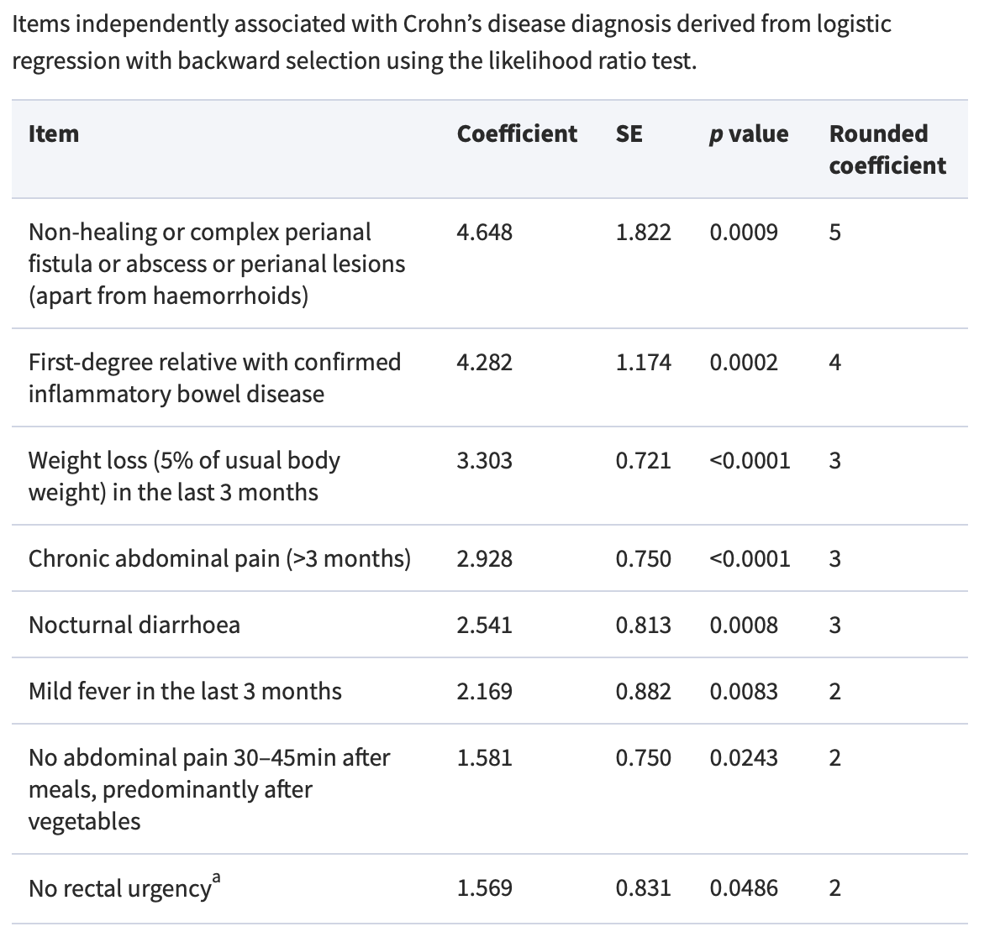 Items independently associated with Crohn’s disease diagnosis derived from logistic
regression with backward selection using the likelihood ratio test.
Item Coefficient SE p value Rounded
coefficient
Non-healing or complex perianal 4.648 1.822 0.0009 5
fistula or abscess or perianal lesions
(apart from haemorrhoids)
First-degree relative with confirmed 4.282 1.174 0.0002 4
inflammatory bowel disease
Weight loss (5% of usual body 3.303 0.721 <0.0001 3
weight) in the last 3 months
Chronic abdominal pain (>3 months) 2.928 0.750 <0.0001 3
Nocturnal diarrhoea 2.541 0.813 0.0008 3
Mild fever in the last 3 months 2.169 0.882 0.0083 2
No abdominal pain 30–45min after 1.581 0.750 0.0243 2
meals, predominantly after
vegetables
No rectal urgencyᵃ 1.569 0.831 0.0486 2